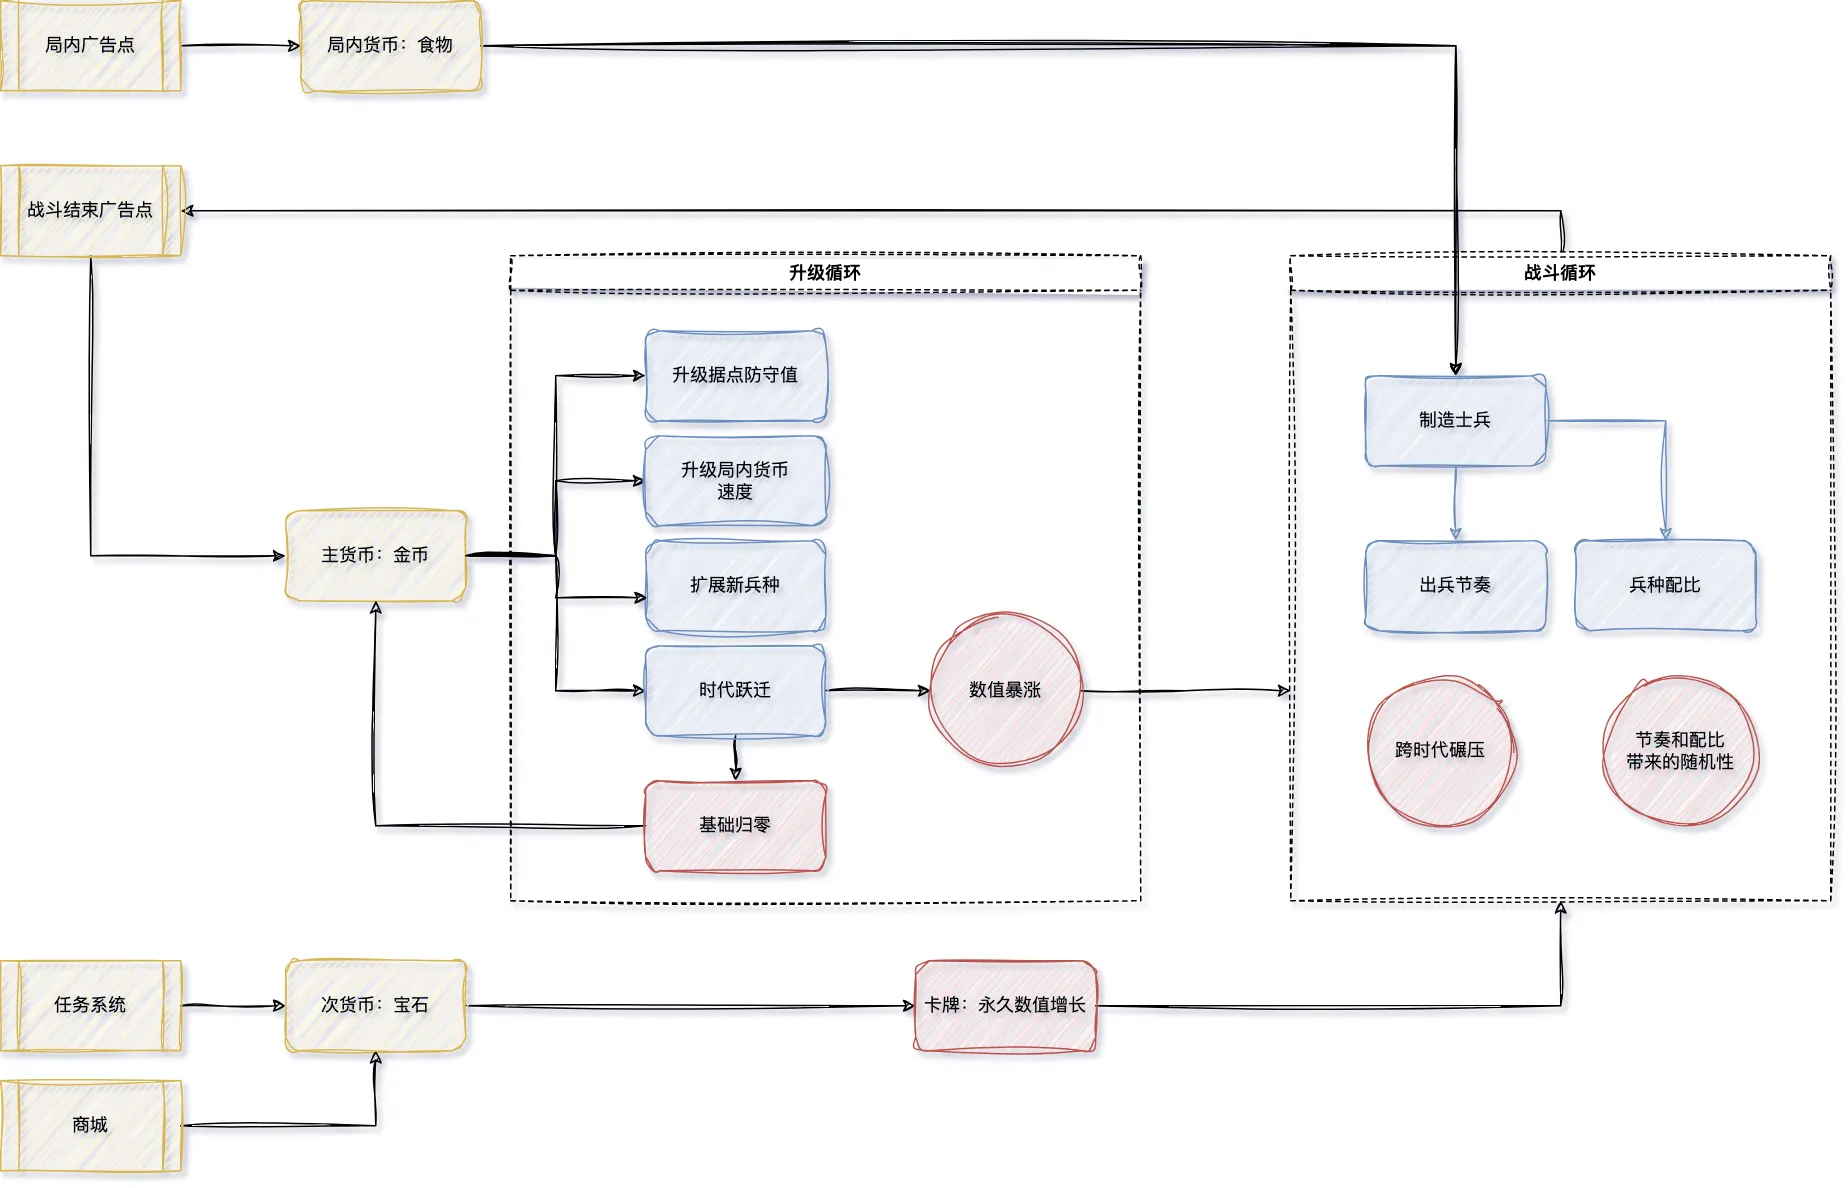 局内广告点
局内货币：食物
战斗结束广告点
升级循环
战斗循环
升级据点防守值
制造士兵
升级局内货币
速度
主货币：金币
扩展新兵种
出兵节奏
兵种配比
时代跃迁
数值暴涨
跨时代碾压
节奏和配比
带来的随机性
基础归零
任务系统
次货币：宝石
卡牌：永久数值增长
商城